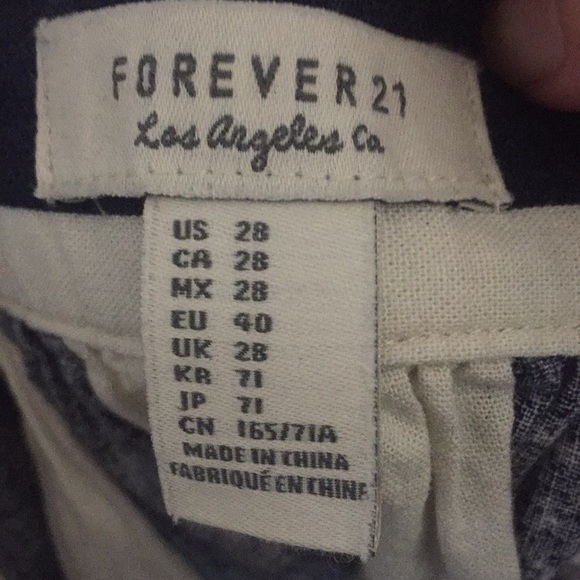 FOREVER 21
Los Angeles Ca
US 28
CA 28
MX 28
EU 40
UK 28
KR 71
JP 71
CN 165/71A
MADE IN CHINA
FABRIQUÉ EN CHINE